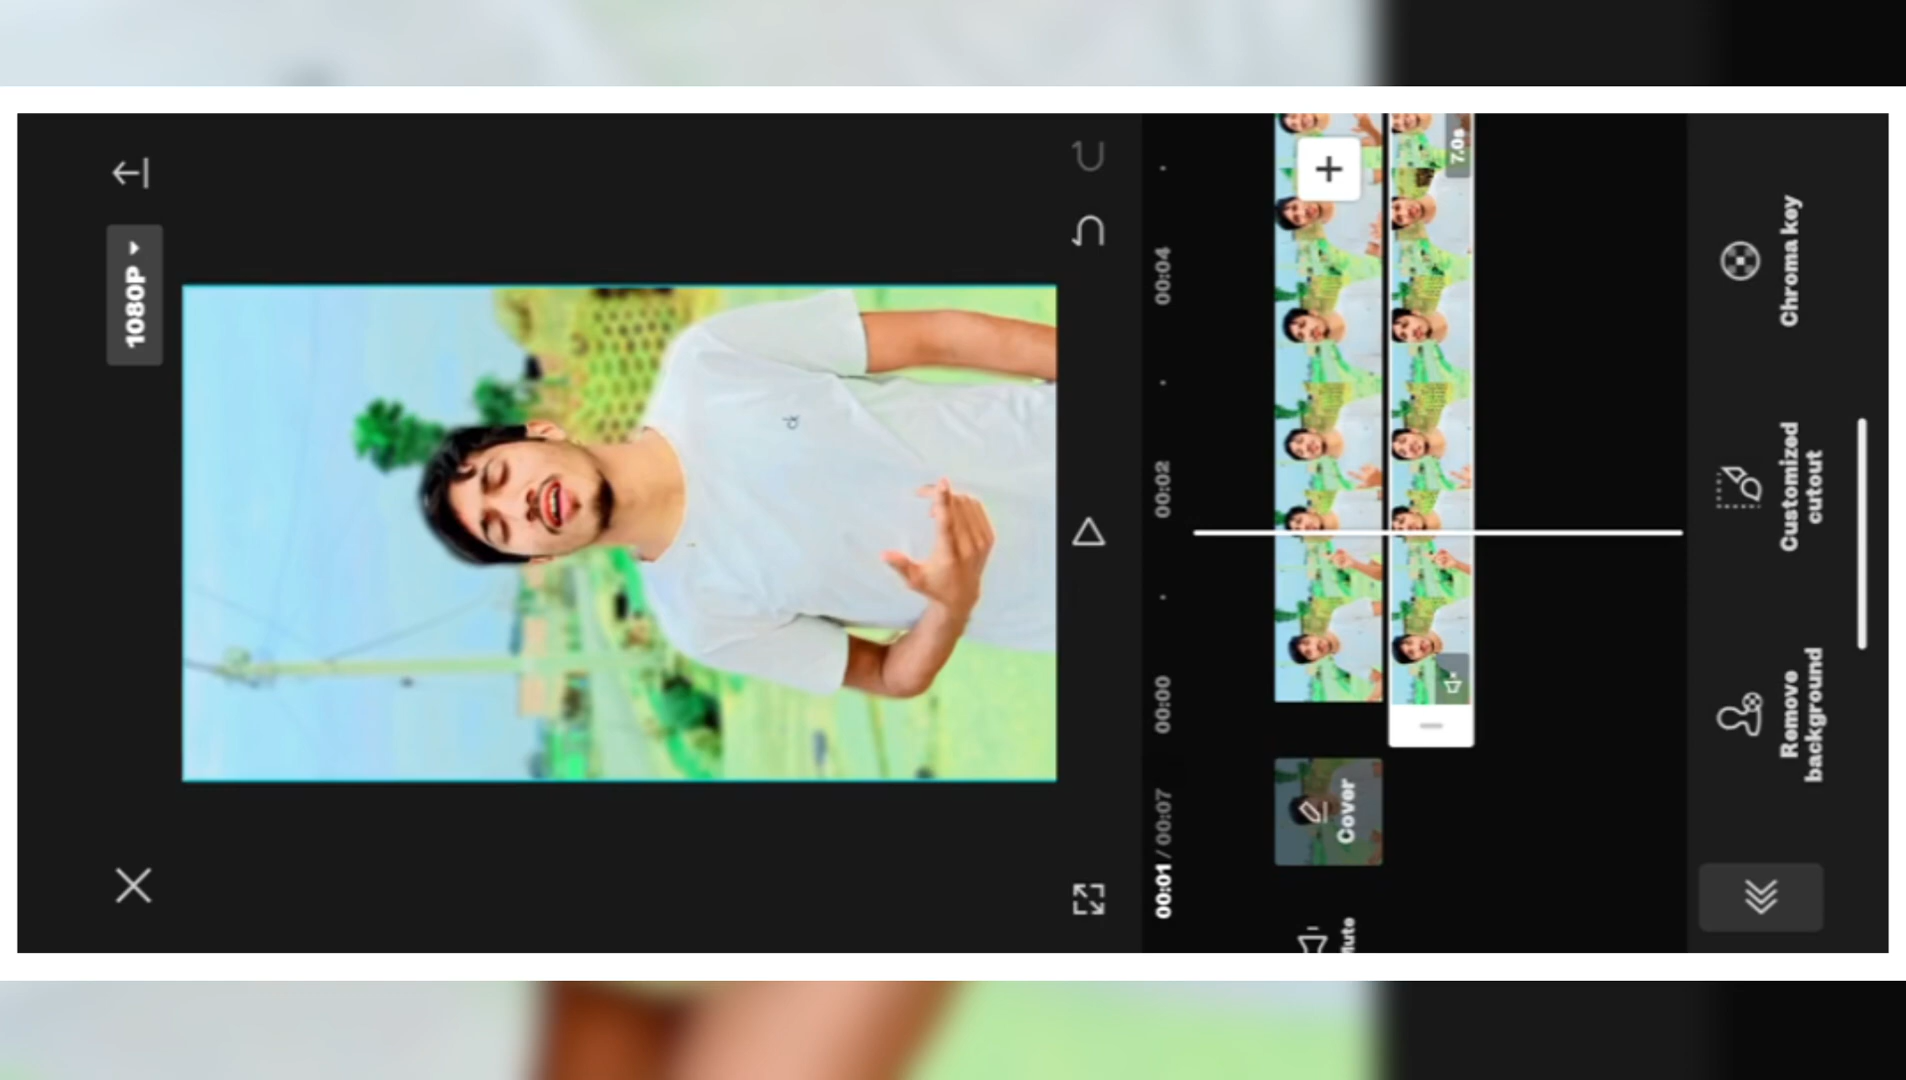 1080P
ck
00:01 / 00:07
00:00
00:02
00:04
Cover
7.0s
Remove
background
Customized
cutout
Chroma key